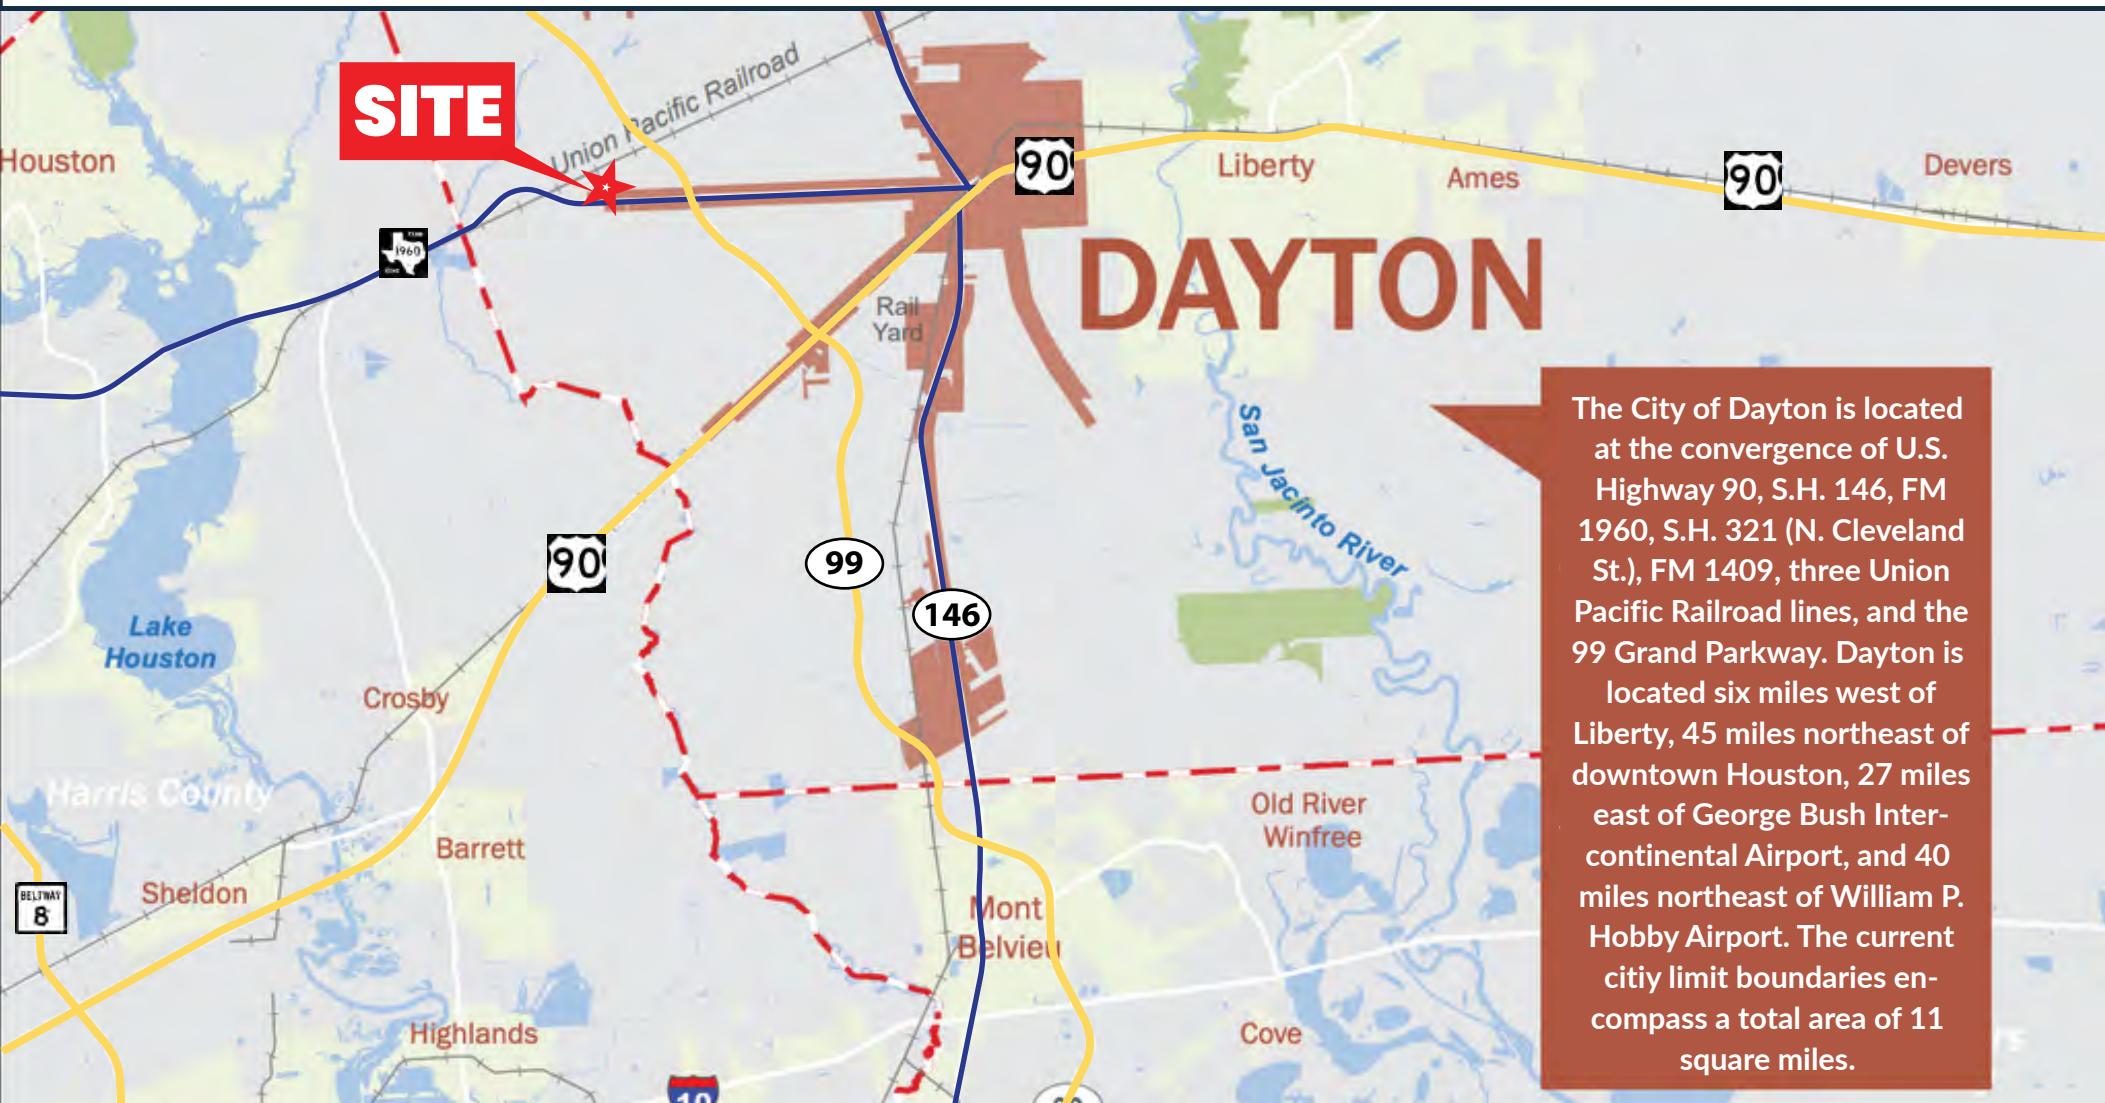 SITE
Union Pacific Railroad
Houston
90
Liberty
Ames
90
Devers
1960
DAYTON
Rail
Yard
San Jacinto River
90
99
146
Lake
Houston
Crosby
Harris County
Barrett
Sheldon
BELTWAY
8
Old River
Winfree
Mont
Belvieu
Highlands
Cove
10
The City of Dayton is located
at the convergence of U.S.
Highway 90, S.H. 146, FM
1960, S.H. 321 (N. Cleveland
St.), FM 1409, three Union
Pacific Railroad lines, and the
99 Grand Parkway. Dayton is
located six miles west of
Liberty, 45 miles northeast of
downtown Houston, 27 miles
east of George Bush Inter-
continental Airport, and 40
miles northeast of William P.
Hobby Airport. The current
citiy limit boundaries en-
compass a total area of 11
square miles.